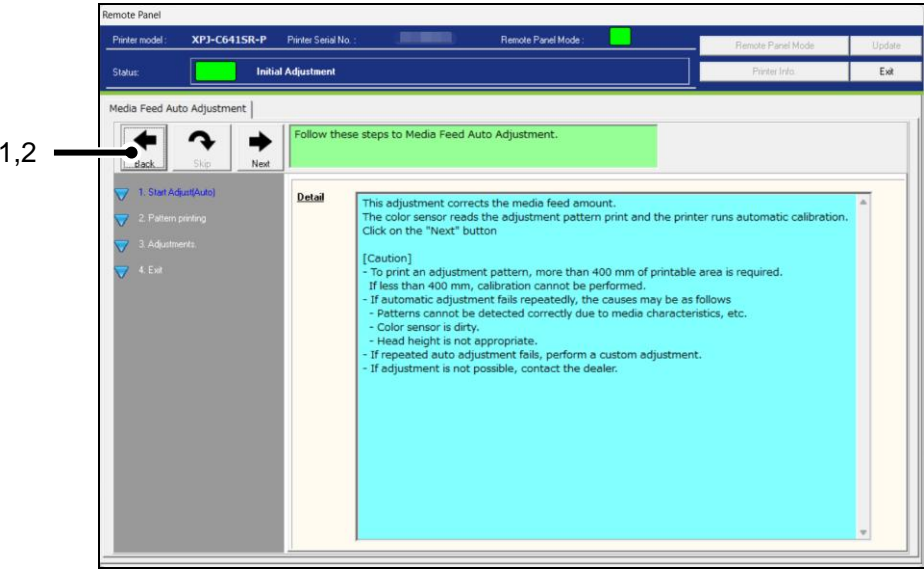 Remote Panel
Printer model : XPJ-C641SR-P Printer Serial No. : Remote Panel Mode :
Remote Panel Mode Update
Status: Initial Adjustment
Printer Info. Exit
Media Feed Auto Adjustment
1,2
Back Skip Next
Follow these steps to Media Feed Auto Adjustment.
1. Start Adjust(Auto)
2. Pattern printing
3. Adjustments
4. Exit
Detail
This adjustment corrects the media feed amount.
The color sensor reads the adjustment pattern print and the printer runs automatic calibration.
Click on the "Next" button
[Caution]
- To print an adjustment pattern, more than 400 mm of printable area is required.
If less than 400 mm, calibration cannot be performed.
- If automatic adjustment fails repeatedly, the causes may be as follows
- Patterns cannot be detected correctly due to media characteristics, etc.
- Color sensor is dirty.
- Head height is not appropriate.
- If repeated auto adjustment fails, perform a custom adjustment.
- If adjustment is not possible, contact the dealer.